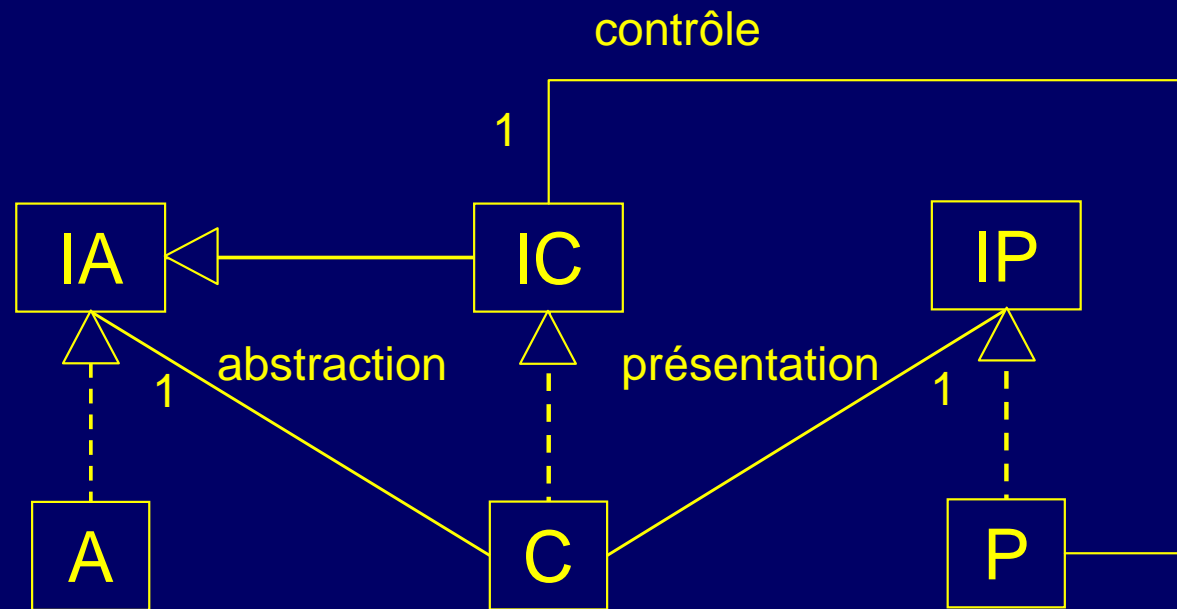 contrôle
1
IA
IC
IP
abstraction
présentation
1
1
A
C
P